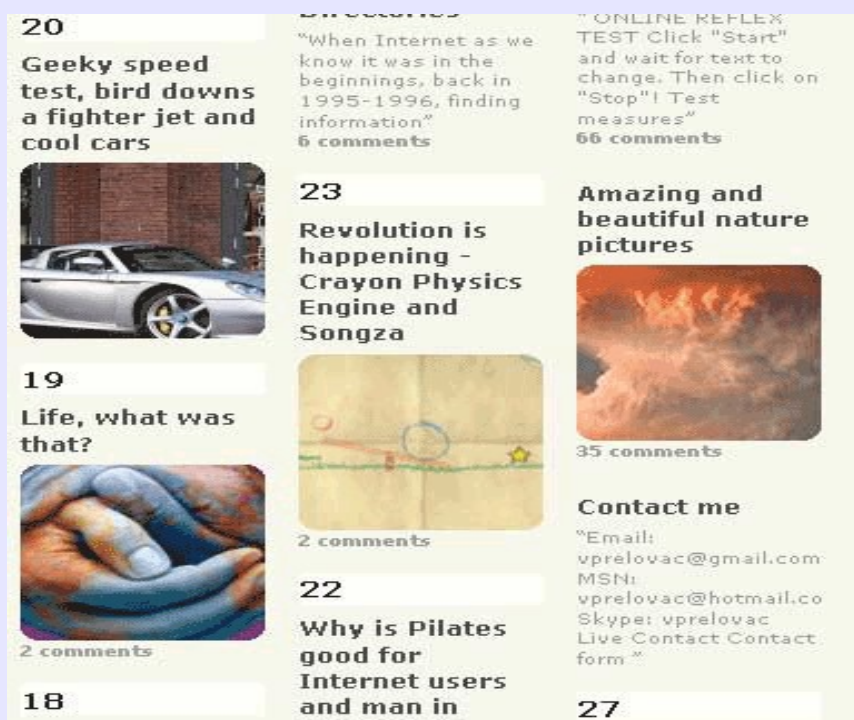 20
Geeky speed
test, bird downs
a fighter jet and
cool cars
19
Life, what was
that?
2 comments
18
Directories
"When Internet as we
know it was in the
beginnings, back in
1995-1996, finding
information"
6 comments
23
Revolution is
happening -
Crayon Physics
Engine and
Songza
2 comments
22
Why is Pilates
good for
Internet users
and man in
" ONLINE REFLEX
TEST Click "Start"
and wait for text to
change. Then click on
"Stop"! Test
measures"
66 comments
Amazing and
beautiful nature
pictures
35 comments
Contact me
"Email:
vprelovac@gmail.com
MSN:
vprelovac@hotmail.co
Skype: vprelovac
Live Contact Contact
form "
27